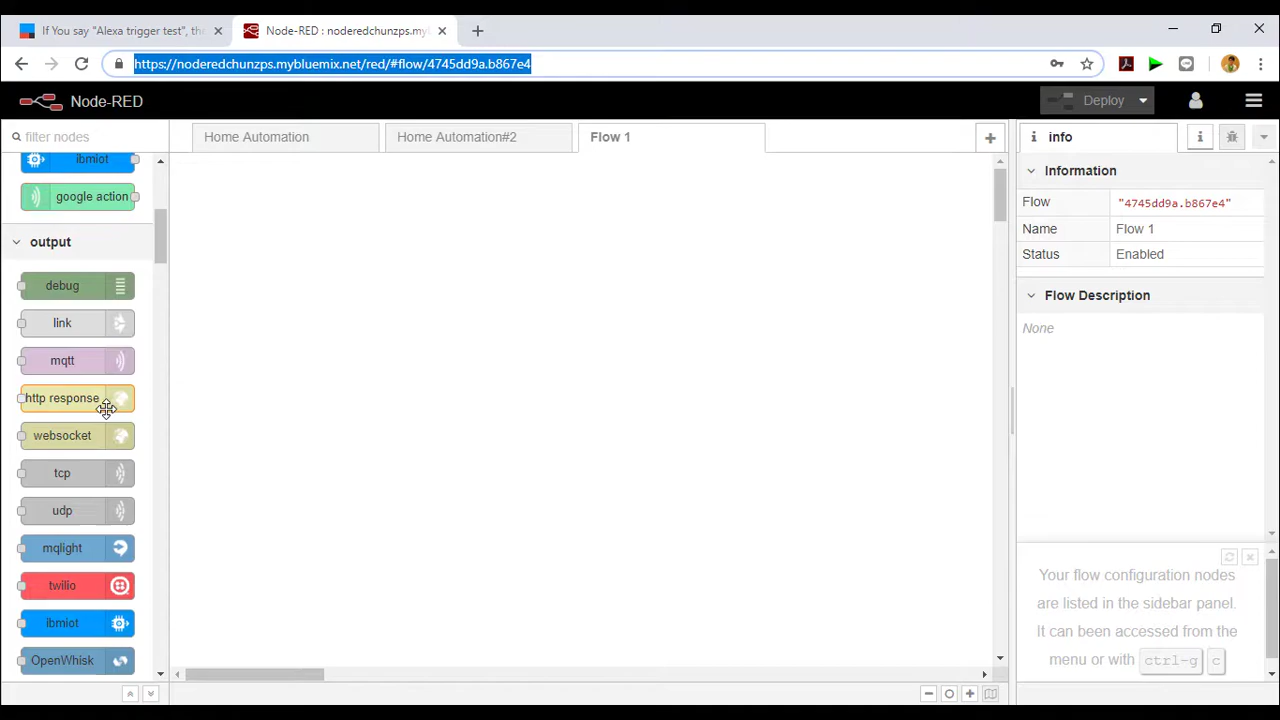 If You say "Alexa trigger test", th
Node-RED : noderedchunzps.myb
https://noderedchunzps.mybluemix.net/red/#flow/4745dd9a.b867e4
Node-RED
Deploy
filter nodes
Home Automation
Home Automation#2
Flow 1
info
ibmiot
google action
output
debug
link
mqtt
http response
websocket
tcp
udp
mqlight
twilio
ibmiot
OpenWhisk
Information
Flow "4745dd9a.b867e4"
Name Flow 1
Status Enabled
Flow Description
None
Your flow configuration nodes
are listed in the sidebar panel.
It can been accessed from the
menu or with ctrl-g c